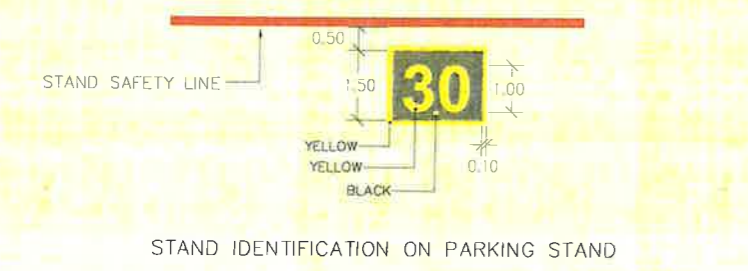 0.50
STAND SAFETY LINE
1.50
30
1.00
YELLOW
YELLOW
0.10
BLACK
STAND IDENTIFICATION ON PARKING STAND